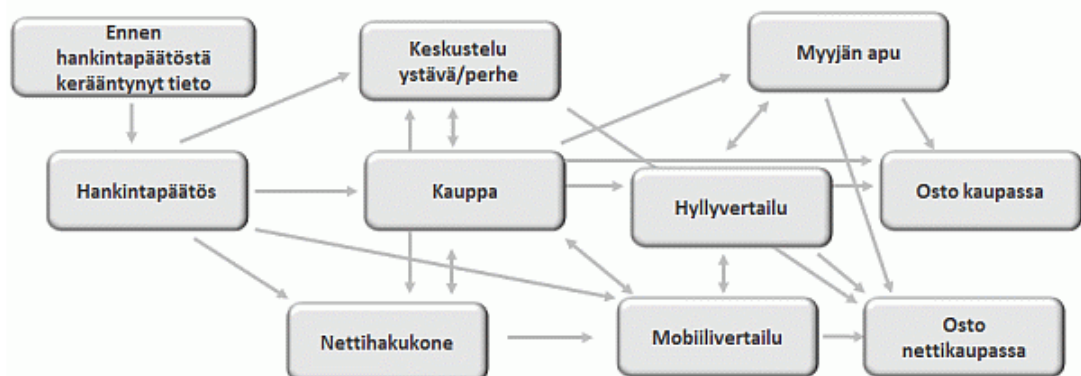 Ennen
hankintapäätöstä
kerääntynyt tieto
Keskustelu
ystävä/perhe
Myyjän apu
Hankintapäätös
Kauppa
Hyllyvertailu
Osto kaupassa
Nettihakukone
Mobiilivertailu
Osto
nettikaupassa